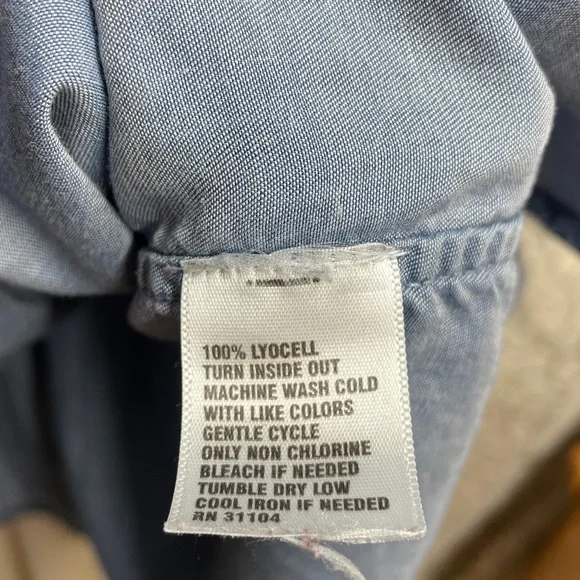 100% LYOCELL
TURN INSIDE OUT
MACHINE WASH COLD
WITH LIKE COLORS
GENTLE CYCLE
ONLY NON CHLORINE
BLEACH IF NEEDED
TUMBLE DRY LOW
COOL IRON IF NEEDED
RN 31104